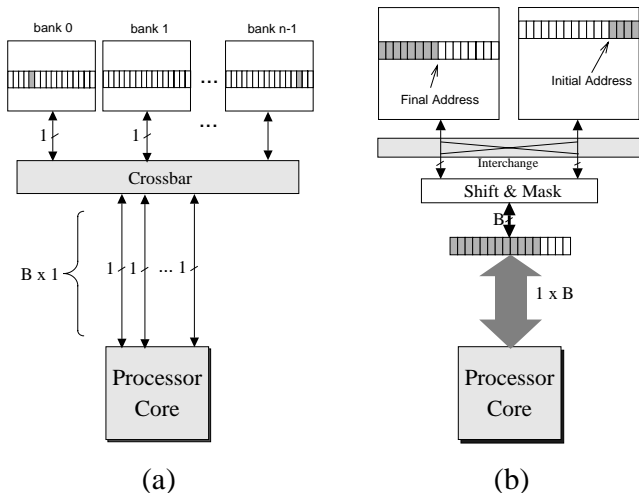 bank 0
bank 1
bank n-1
...
...
1
1
Crossbar
B x 1
1
1
...
1
Processor
Core
(a)
Final Address
Initial Address
Interchange
Shift & Mask
B
1 x B
Processor
Core
(b)